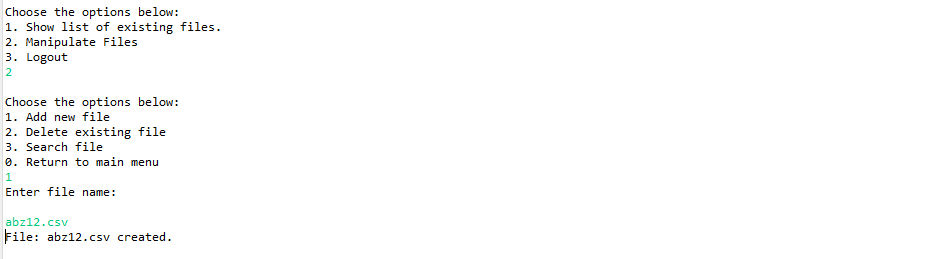 Choose the options below:
1. Show list of existing files.
2. Manipulate Files
3. Logout
2
Choose the options below:
1. Add new file
2. Delete existing file
3. Search file
0. Return to main menu
1
Enter file name:
abz12.csv
File: abz12.csv created.